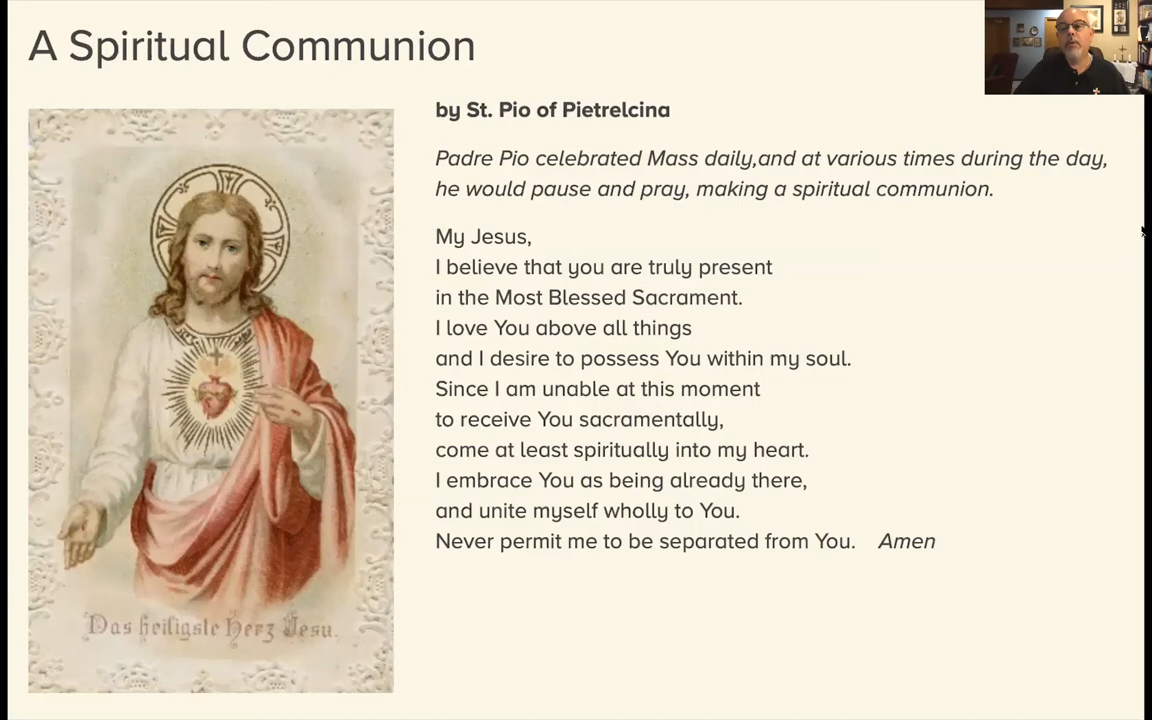 A Spiritual Communion
by St. Pio of Pietrelcina
Padre Pio celebrated Mass daily,and at various times during the day,
he would pause and pray, making a spiritual communion.
My Jesus,
I believe that you are truly present
in the Most Blessed Sacrament.
I love You above all things
and I desire to possess You within my soul.
Since I am unable at this moment
to receive You sacramentally,
come at least spiritually into my heart.
I embrace You as being already there,
and unite myself wholly to You.
Never permit me to be separated from You. Amen
Das heiligste Herz Jesu.